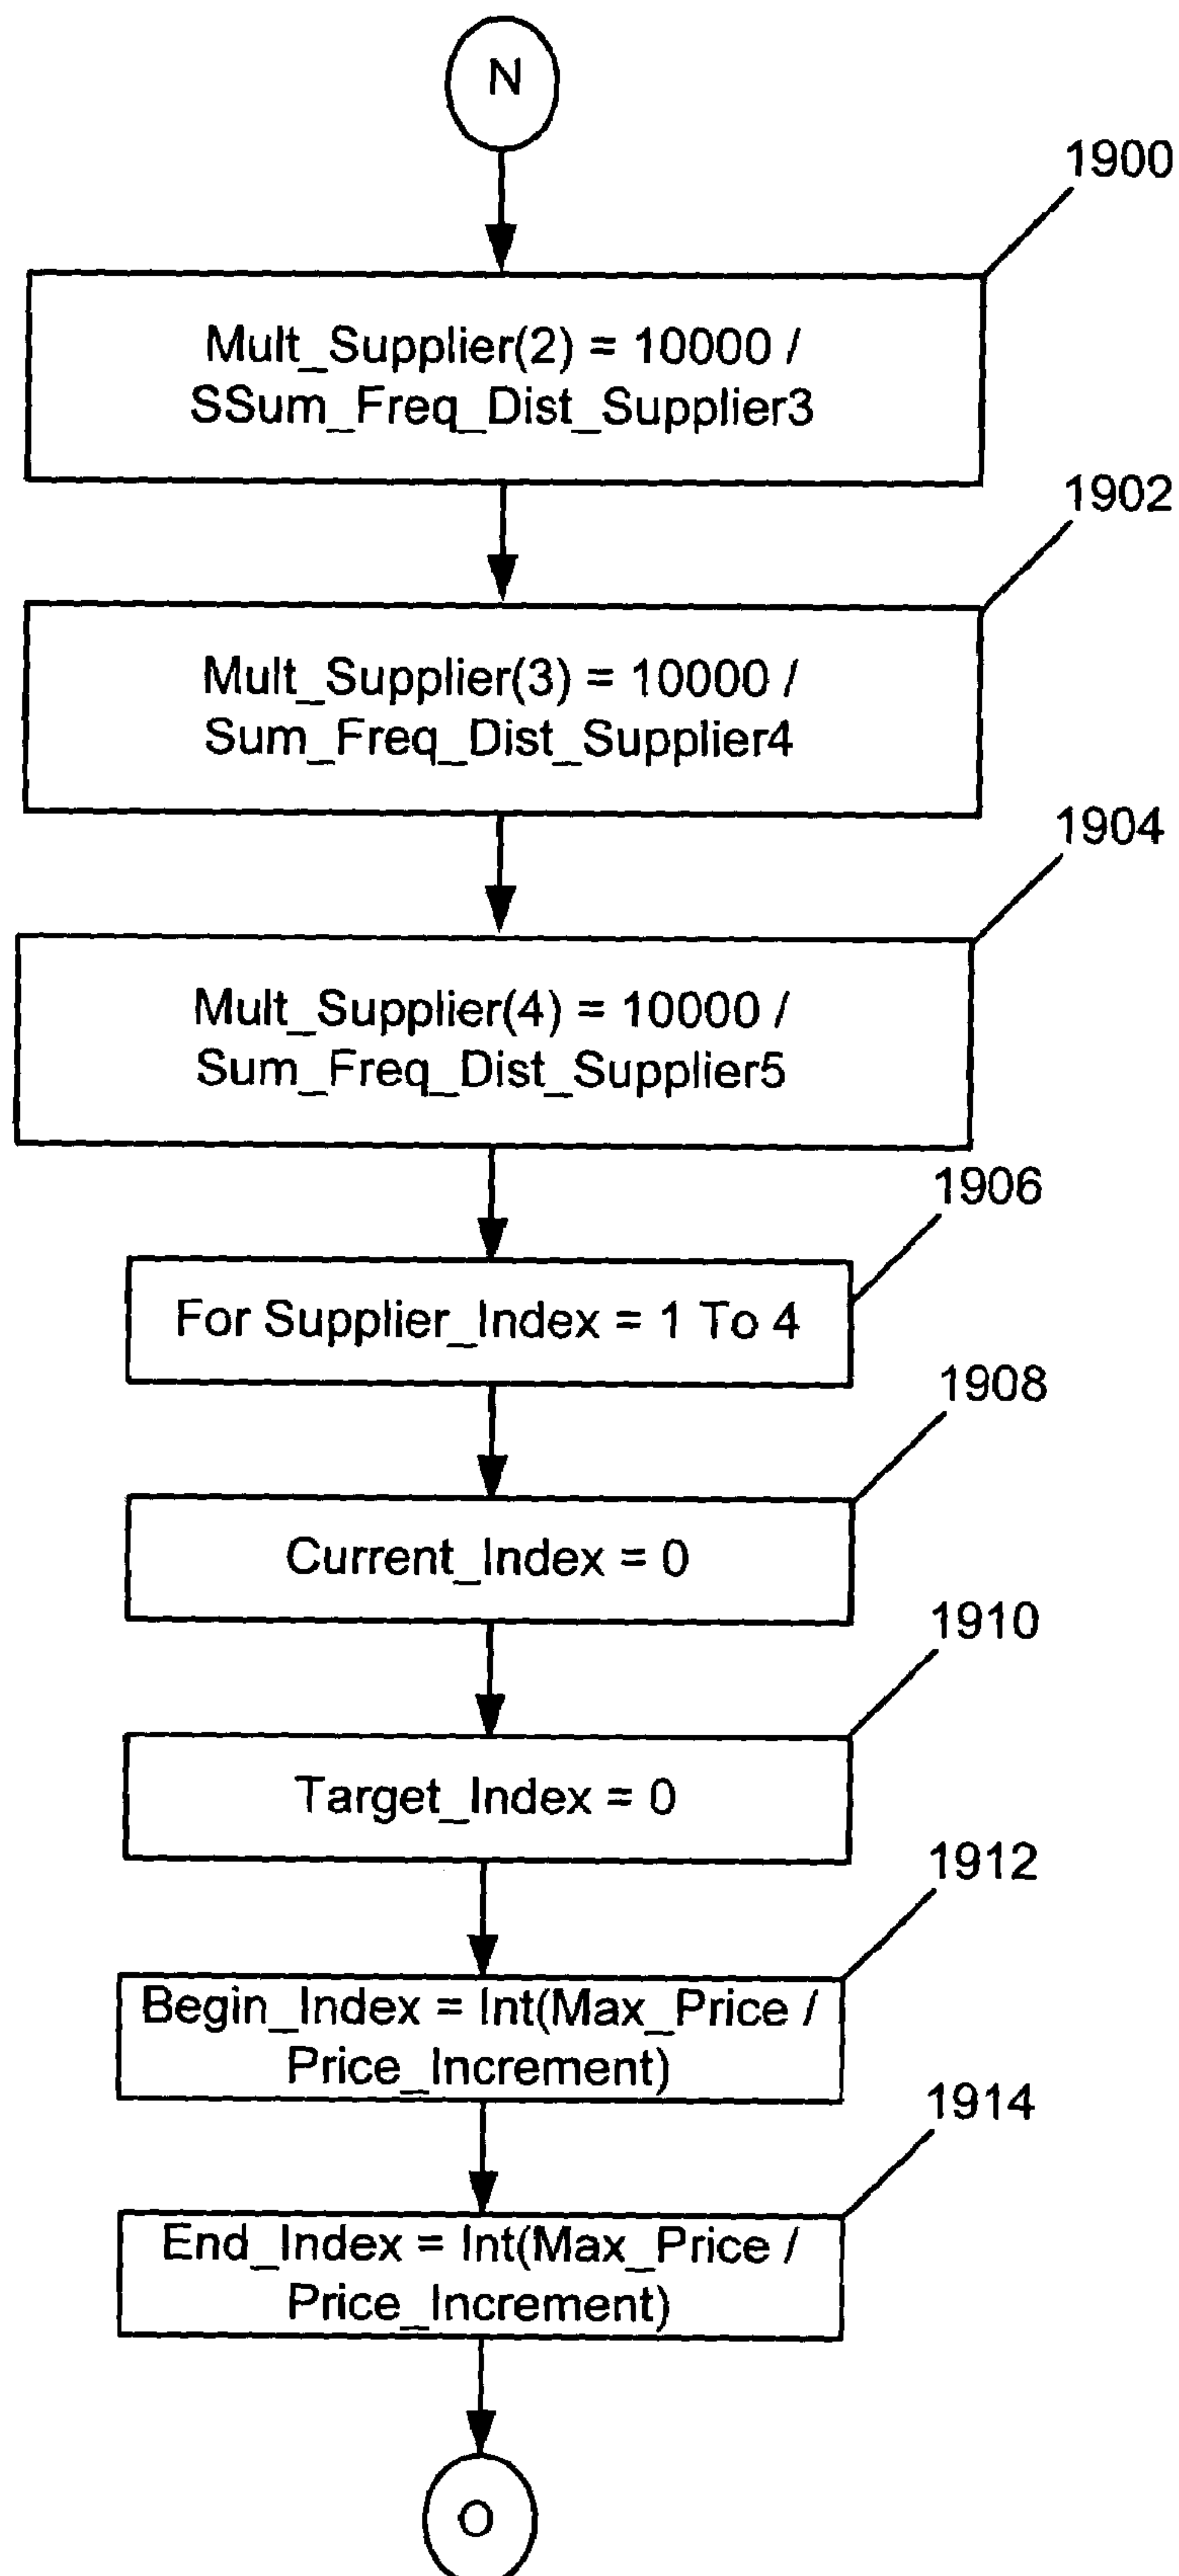 N
1900
Mult_Supplier(2) = 10000 /
SSum_Freq_Dist_Supplier3
1902
Mult_Supplier(3) = 10000 /
Sum_Freq_Dist_Supplier4
1904
Mult_Supplier(4) = 10000 /
Sum_Freq_Dist_Supplier5
1906
For Supplier_Index = 1 To 4
1908
Current_Index = 0
1910
Target_Index = 0
1912
Begin_Index = Int(Max_Price /
Price_Increment)
1914
End_Index = Int(Max_Price /
Price_Increment)
O